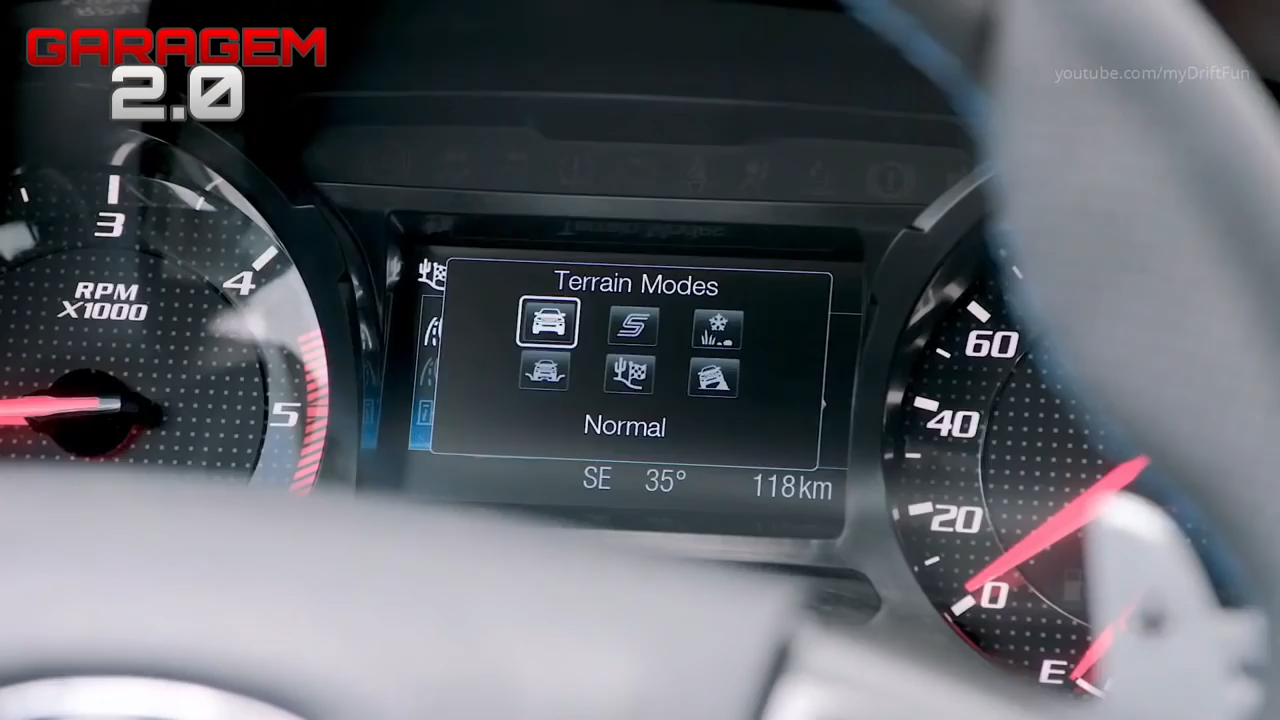 GARAGEM
2.0
youtube.com/myDriftFun
3
4
RPM
X1000
5
Terrain Modes
S
Normal
SE 35° 118km
60
40
20
0
E